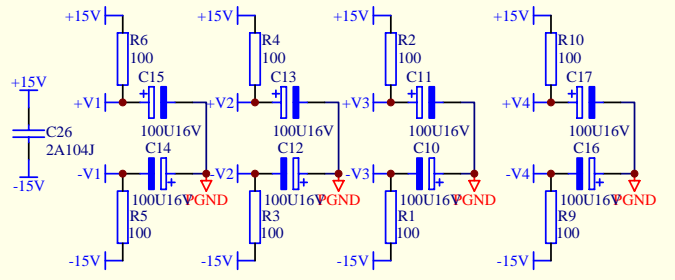 +15V +15V +15V +15V
R6 R4 R2 R10
100 100 100 100
C15 C13 C11 C17
+15V
+ + + +
+V1 +V2 +V3 +V4
100U16V 100U16V 100U16V 100U16V
C26
2A104J
C14 C12 C10 C16
-15V
-V1 -V2 -V3 -V4
+ + + +
100U16V PGND 100U16V PGND 100U16V PGND 100U16V PGND
R5 R3 R1 R9
100 100 100 100
-15V -15V -15V -15V